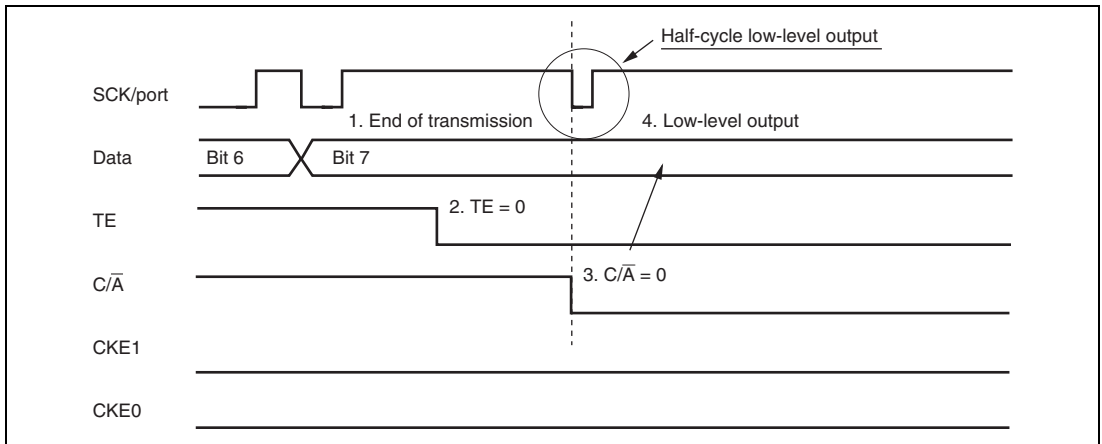 Half-cycle low-level output
SCK/port
1. End of transmission
4. Low-level output
Data
Bit 6
Bit 7
TE
2. TE = 0
C/A̅
3. C/A̅ = 0
CKE1
CKE0